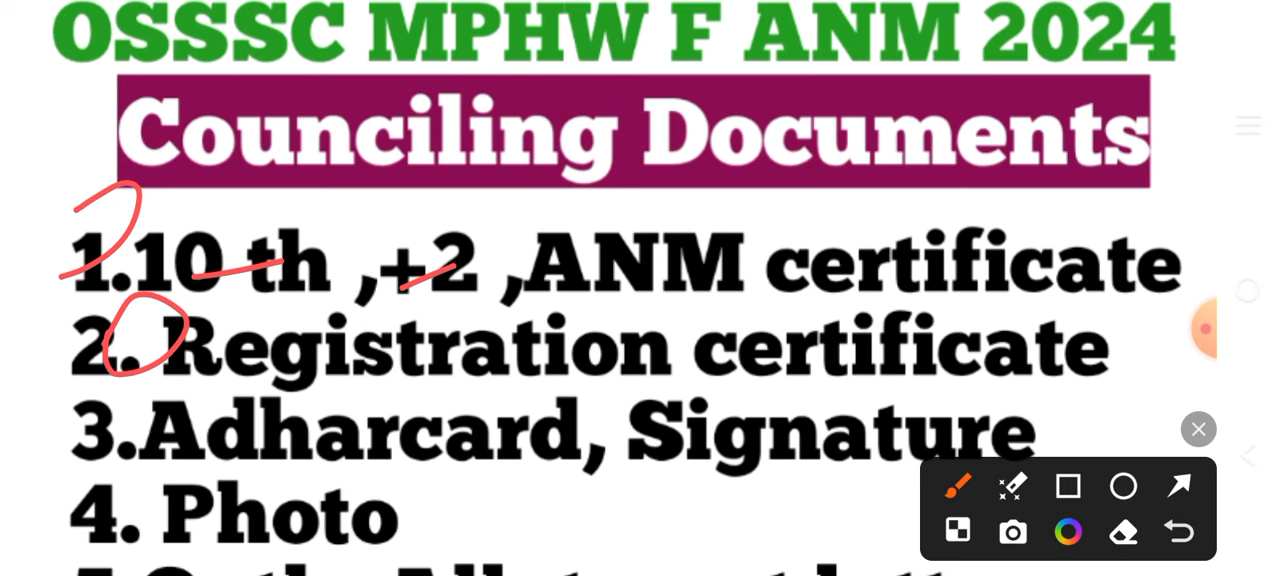 OSSSC MPHW F ANM 2024
Counciling Documents
1.10 th ,+2 ,ANM certificate
2. Registration certificate
3.Adharcard, Signature
4. Photo